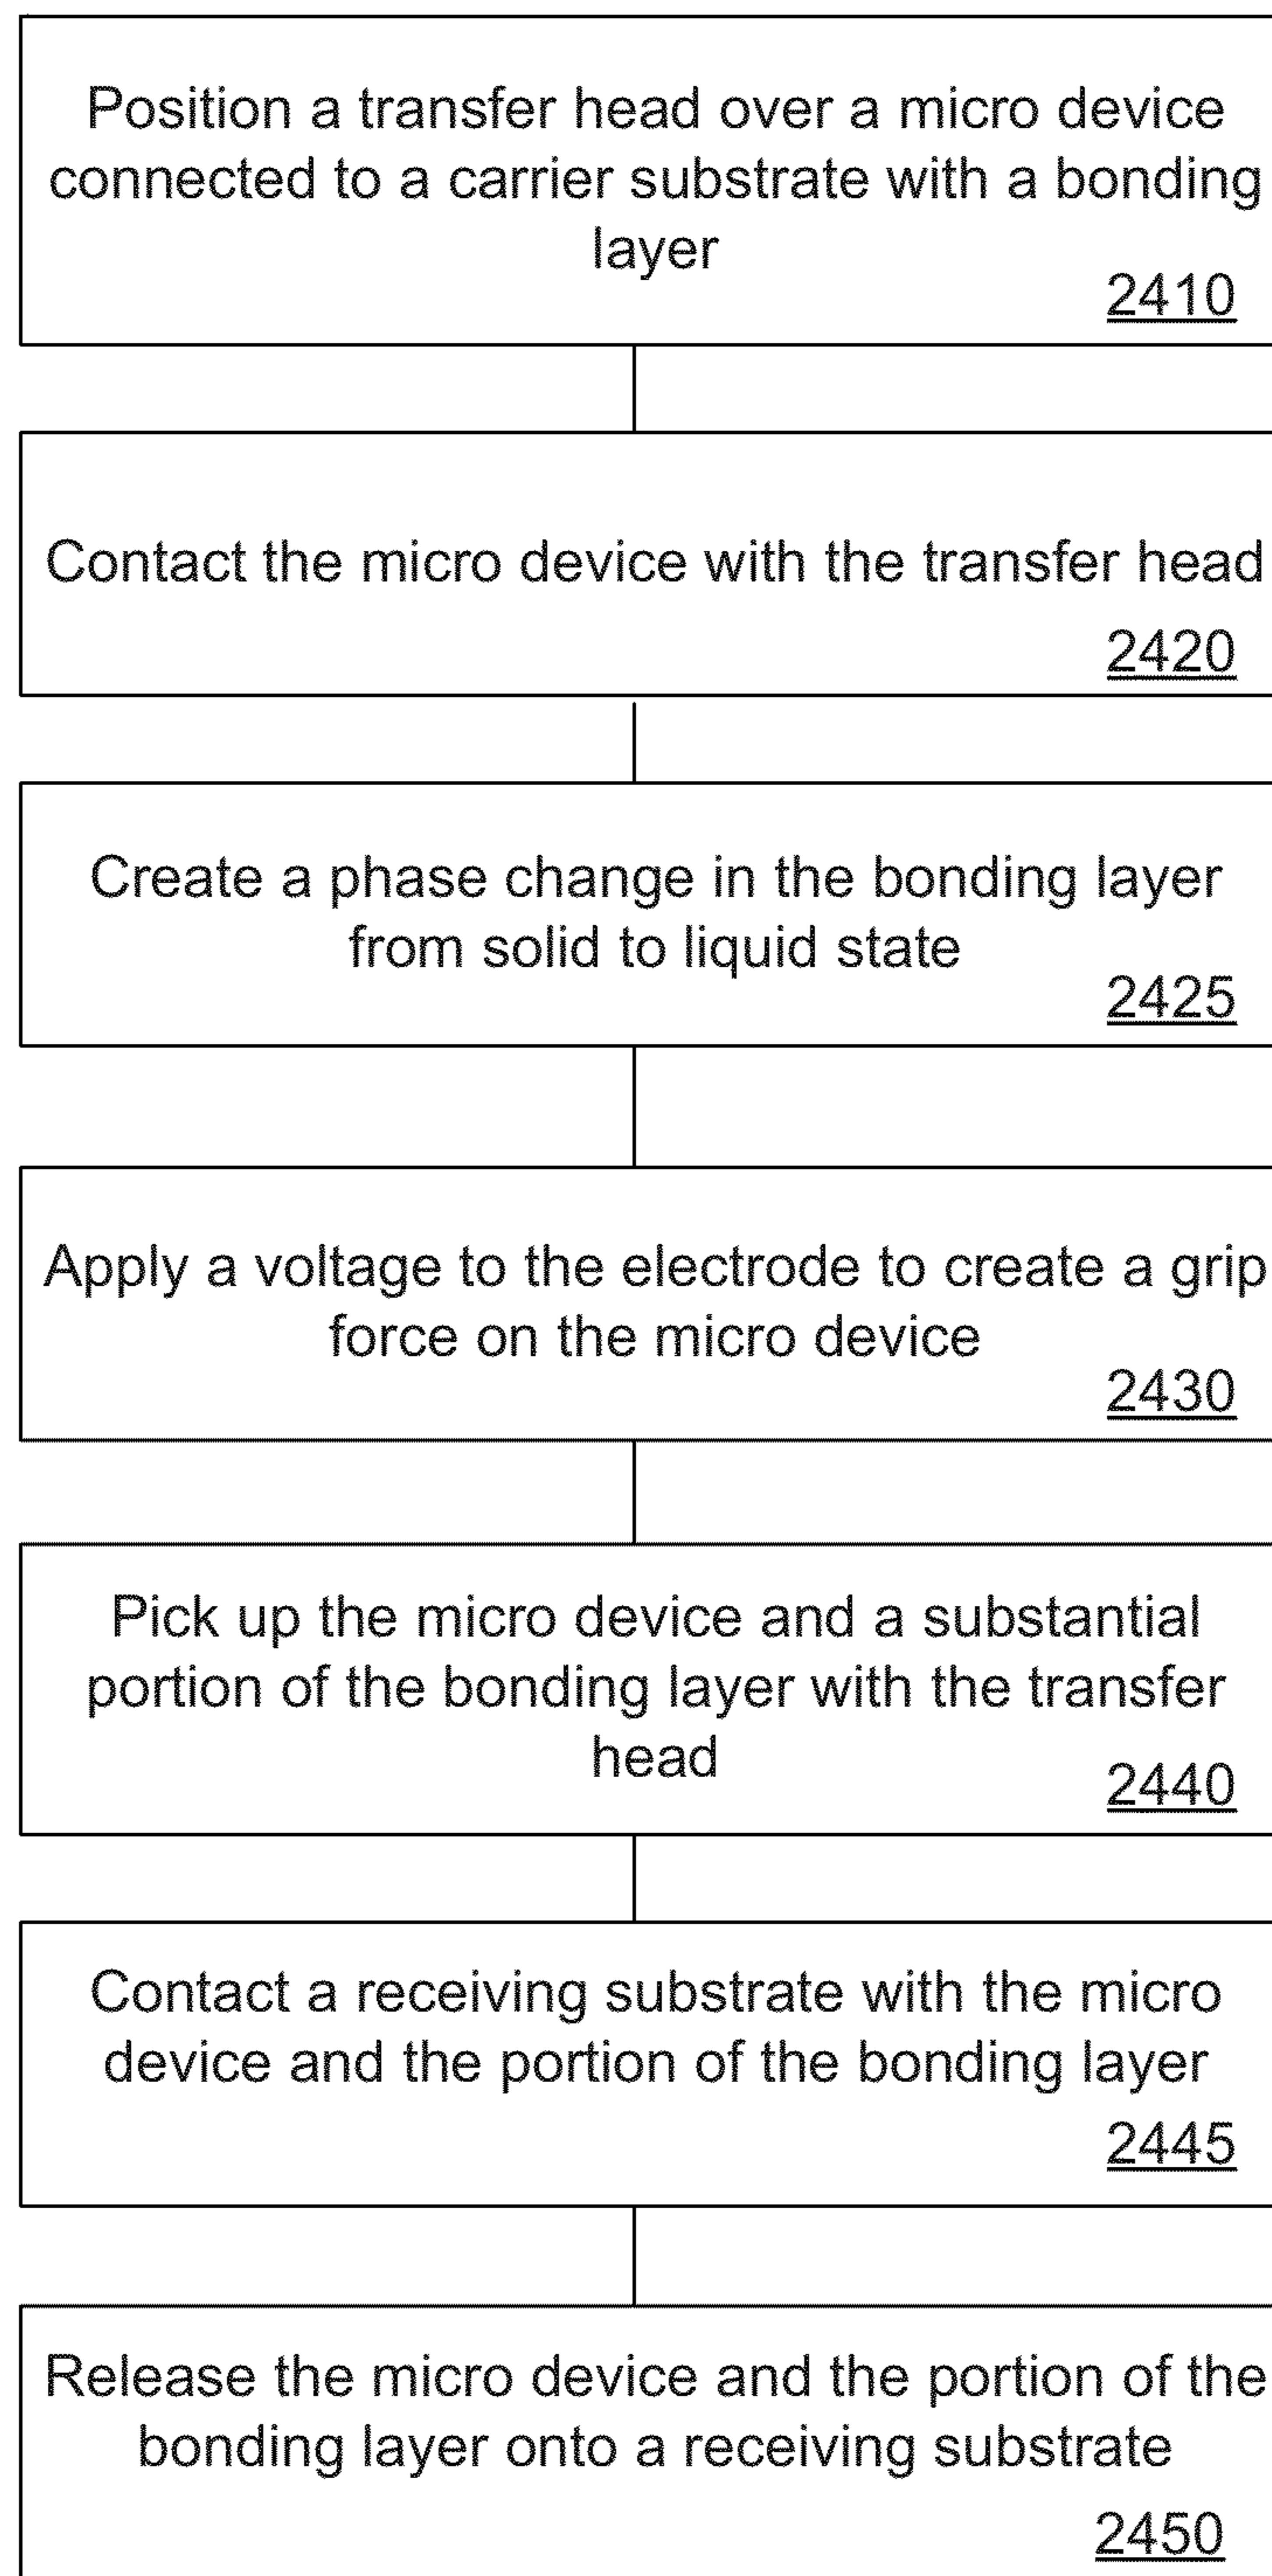 Position a transfer head over a micro device
connected to a carrier substrate with a bonding
layer
2410
Contact the micro device with the transfer head
2420
Create a phase change in the bonding layer
from solid to liquid state
2425
Apply a voltage to the electrode to create a grip
force on the micro device
2430
Pick up the micro device and a substantial
portion of the bonding layer with the transfer
head
2440
Contact a receiving substrate with the micro
device and the portion of the bonding layer
2445
Release the micro device and the portion of the
bonding layer onto a receiving substrate
2450